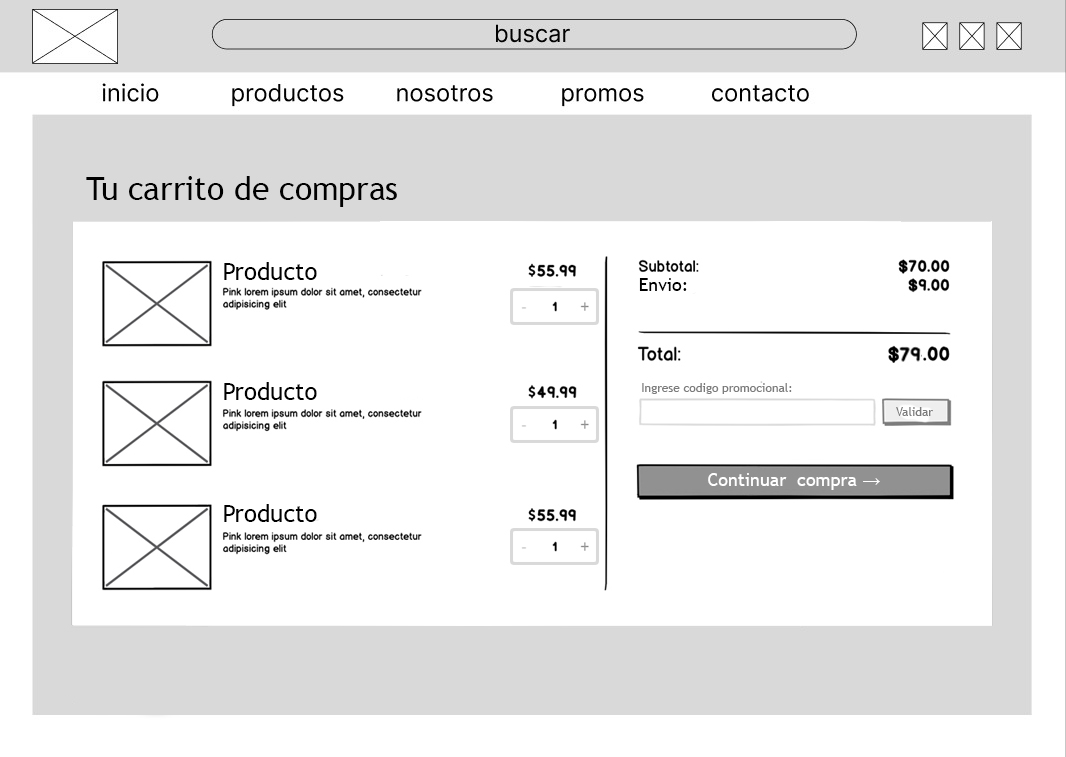 buscar
inicio productos nosotros promos contacto
Tu carrito de compras
Producto
Pink lorem ipsum dolor sit amet, consectetur
adipisicing elit
$55.99
- 1 +
Producto
Pink lorem ipsum dolor sit amet, consectetur
adipisicing elit
$49.99
- 1 +
Producto
Pink lorem ipsum dolor sit amet, consectetur
adipisicing elit
$55.99
- 1 +
Subtotal: $70.00
Envio: $9.00
Total: $79.00
Ingrese codigo promocional:
Validar
Continuar compra →